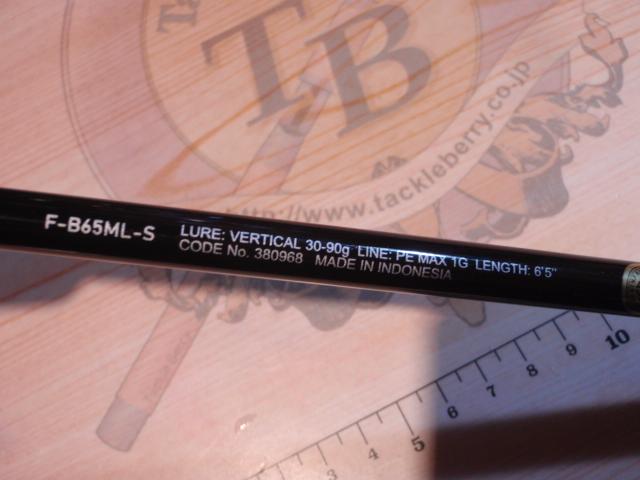 Ta
TB
http://www.tackleberry.co.jp
F-B65ML-S
LURE: VERTICAL 30-90g LINE: PE MAX 1G LENGTH: 6'5"
CODE No. 380968 MADE IN INDONESIA
3 4 5 6 7 8 9 10